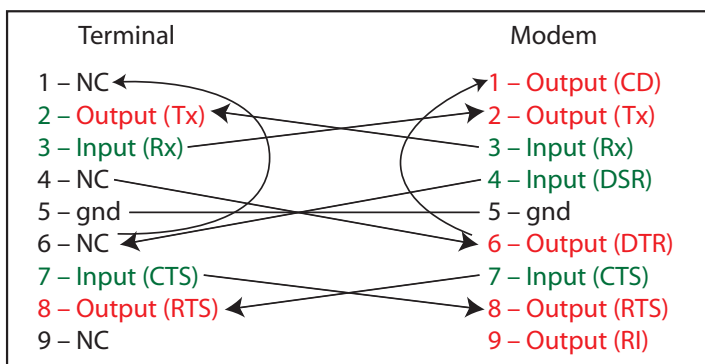 Terminal
1 – NC
2 – Output (Tx)
3 – Input (Rx)
4 – NC
5 – gnd
6 – NC
7 – Input (CTS)
8 – Output (RTS)
9 – NC
Modem
1 – Output (CD)
2 – Output (Tx)
3 – Input (Rx)
4 – Input (DSR)
5 – gnd
6 – Output (DTR)
7 – Input (CTS)
8 – Output (RTS)
9 – Output (RI)